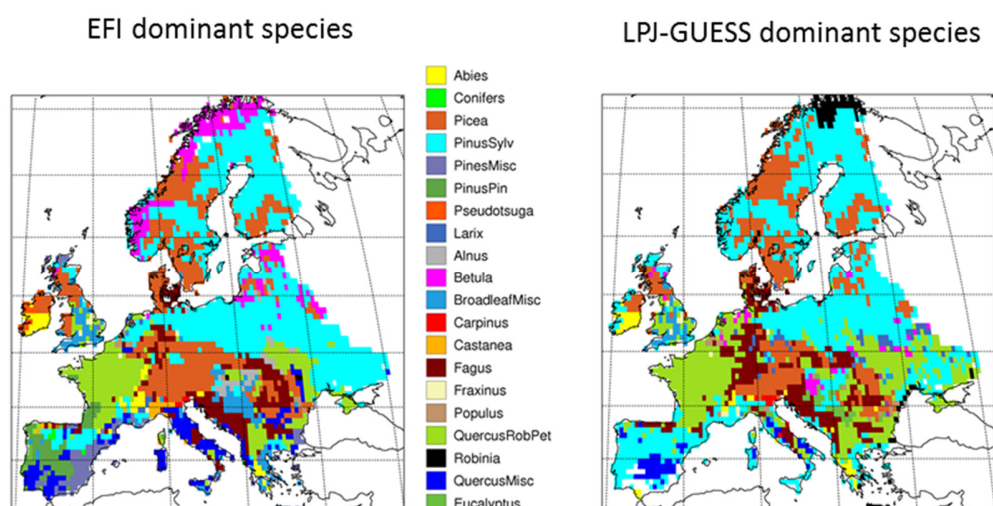 EFI dominant species
LPJ-GUESS dominant species
Abies
Conifers
Picea
PinusSylv
PinesMisc
PinusPin
Pseudotsuga
Larix
Alnus
Betula
BroadleafMisc
Carpinus
Castanea
Fagus
Fraxinus
Populus
QuercusRobPet
Robinia
QuercusMisc
Eucalyptus